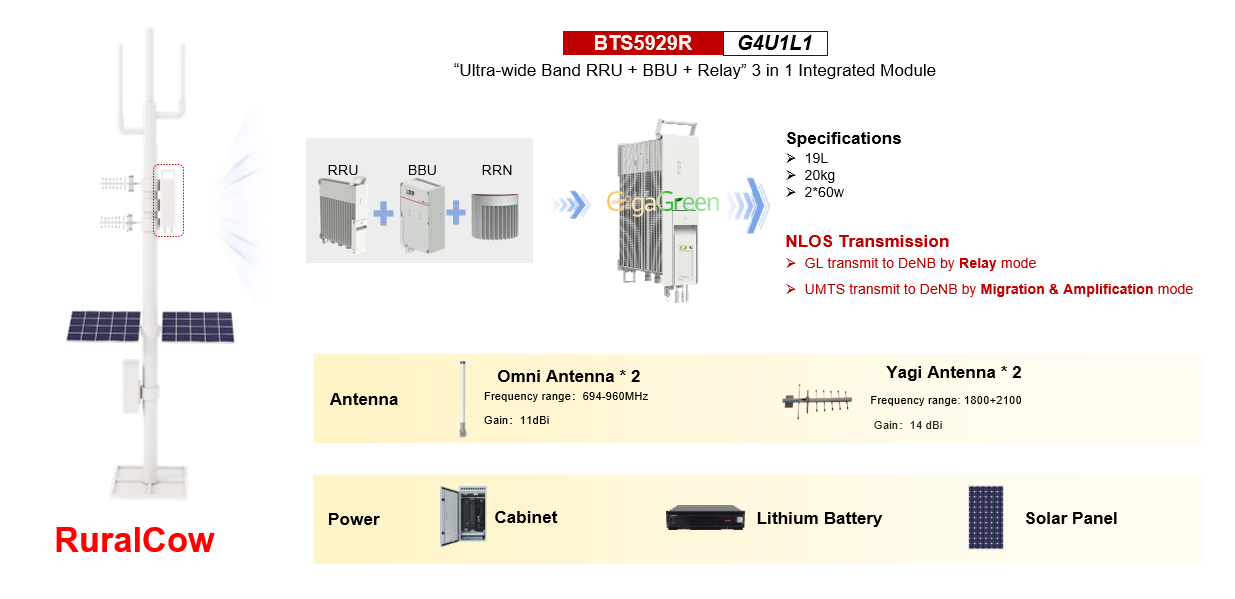 BTS5929R G4U1L1
“Ultra-wide Band RRU + BBU + Relay” 3 in 1 Integrated Module
RRU BBU RRN
GigaGreen
Specifications
➢ 19L
➢ 20kg
➢ 2*60w
NLOS Transmission
➢ GL transmit to DeNB by Relay mode
➢ UMTS transmit to DeNB by Migration & Amplification mode
Antenna
Omni Antenna * 2
Frequency range: 694-960MHz
Gain: 11dBi
Yagi Antenna * 2
Frequency range: 1800+2100
Gain: 14 dBi
Power
Cabinet
Lithium Battery
Solar Panel
RuralCow